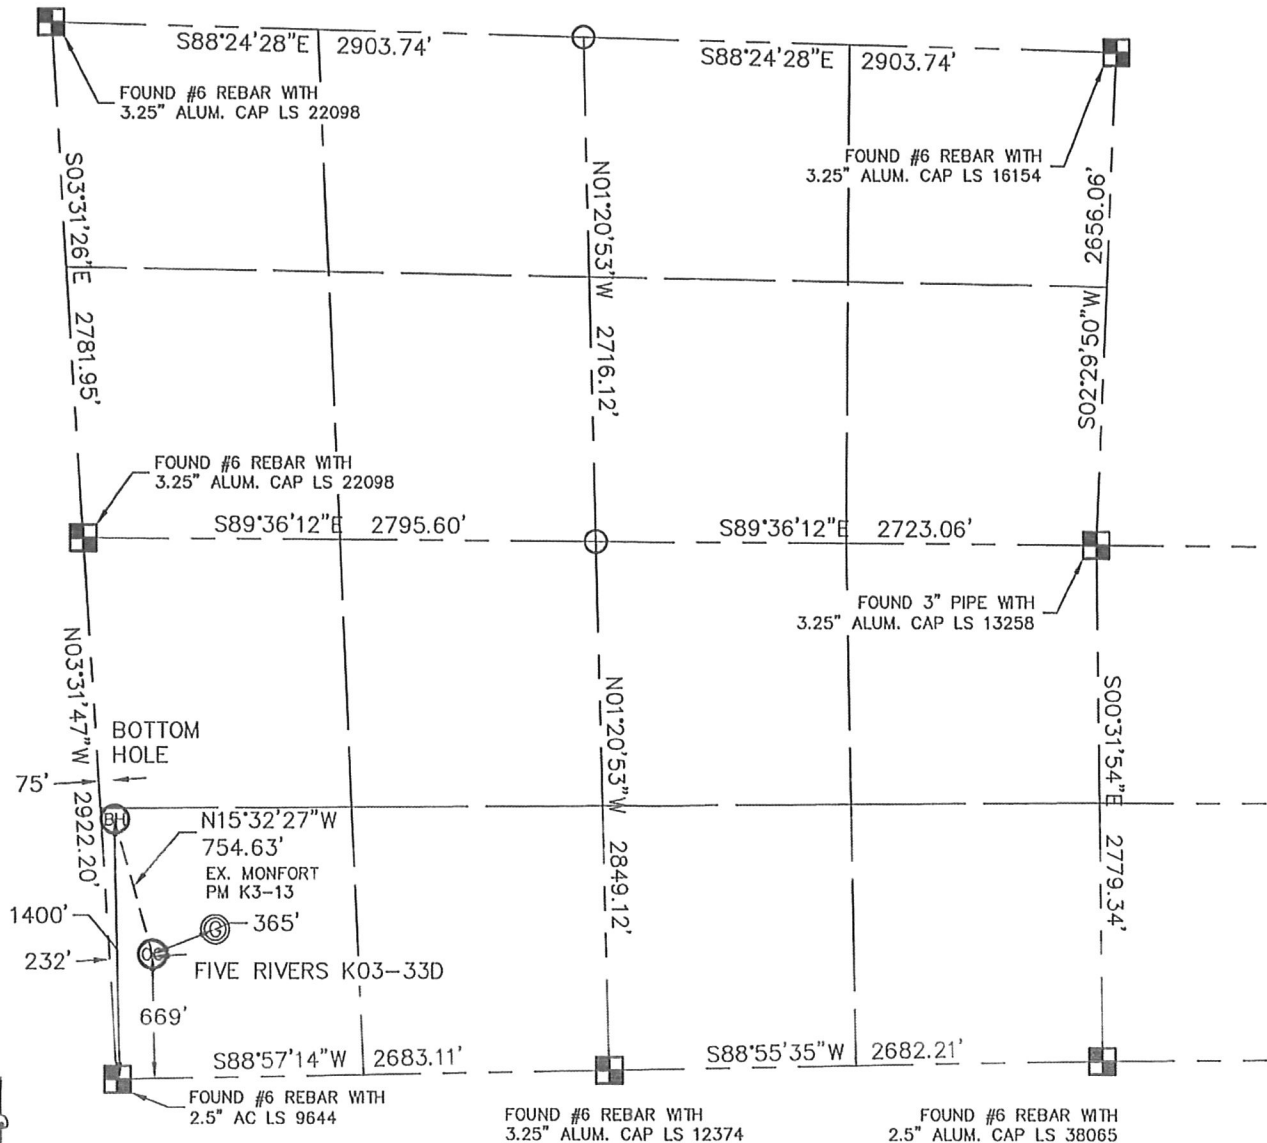 S88°24'28"E 2903.74'
S88°24'28"E 2903.74'
FOUND #6 REBAR WITH
3.25" ALUM. CAP LS 22098
FOUND #6 REBAR WITH
3.25" ALUM. CAP LS 16154
S03°31'26"E 2781.95'
N01°20'53"W 2716.12'
S02°29'50"W 2656.06'
FOUND #6 REBAR WITH
3.25" ALUM. CAP LS 22098
S89°36'12"E 2795.60'
S89°36'12"E 2723.06'
FOUND 3" PIPE WITH
3.25" ALUM. CAP LS 13258
N03°31'47"W 2922.20'
N01°20'53"W 2849.12'
S00°31'54"E 2779.34'
BOTTOM
HOLE
75'
BH
N15°32'27"W
754.63'
EX. MONFORT
PM K3-13
G
365'
1400'
232'
FIVE RIVERS K03-33D
669'
S88°57'14"W 2683.11'
S88°55'35"W 2682.21'
FOUND #6 REBAR WITH
2.5" AC LS 9644
FOUND #6 REBAR WITH
3.25" ALUM. CAP LS 12374
FOUND #6 REBAR WITH
2.5" ALUM. CAP LS 38065